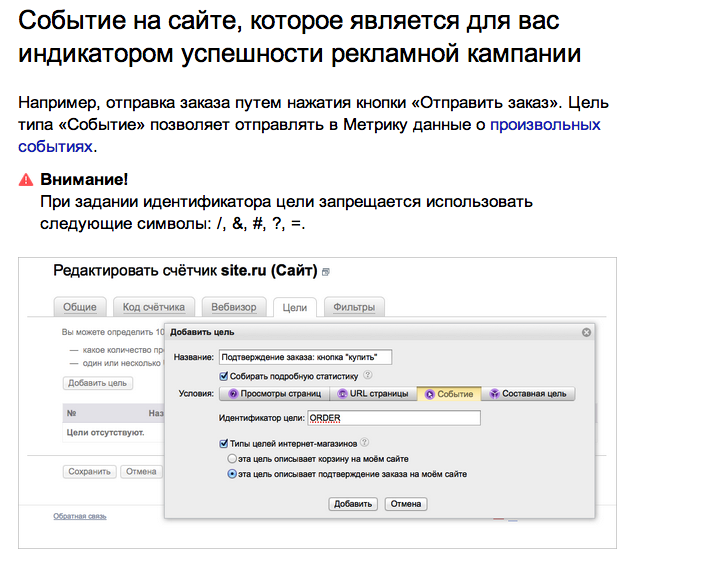 Событие на сайте, которое является для вас
индикатором успешности рекламной кампании
Например, отправка заказа путем нажатия кнопки «Отправить заказ». Цель
типа «Событие» позволяет отправлять в Метрику данные о произвольных
событиях.
Внимание!
При задании идентификатора цели запрещается использовать
следующие символы: /, &, #, ?, =.
Редактировать счётчик site.ru (Сайт)
Общие Код счётчика Вебвизор Цели Фильтры
Вы можете определить 10
Добавить цель
— какое количество пр
Название: Подтверждение заказа: кнопка "купить"
— один или несколько
Собирать подробную статистику ?
Добавить цель
Условия: Просмотры страниц URL страницы Событие Составная цель
№ Наз
Идентификатор цели: ORDER
Цели отсутствуют.
Типы целей интернет-магазинов ?
эта цель описывает корзину на моём сайте
Сохранить Отмена
эта цель описывает подтверждение заказа на моём сайте
Добавить Отмена
Обратная связь